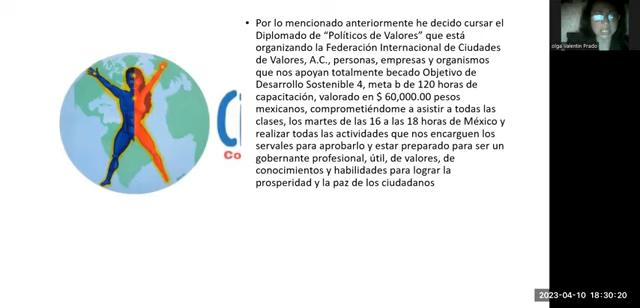 Por lo mencionado anteriormente he decido cursar el
Diplomado de “Políticos de Valores” que está
organizando la Federación Internacional de Ciudades
de Valores, A.C., personas, empresas y organismos
que nos apoyan totalmente becado Objetivo de
Desarrollo Sostenible 4, meta b de 120 horas de
capacitación, valorado en $ 60,000.00 pesos
mexicanos, comprometiéndome a asistir a todas las
clases, los martes de las 16 a las 18 horas de México y
realizar todas las actividades que nos encarguen los
servales para aprobarlo y estar preparado para ser un
gobernante profesional, útil, de valores, de
conocimientos y habilidades para lograr la
prosperidad y la paz de los ciudadanos
Co
olga Valentin Prado
2023-04-10 18:30:20